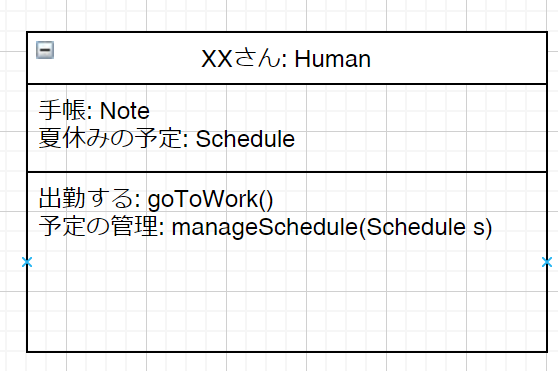 XXさん: Human
手帳: Note
夏休みの予定: Schedule
出勤する: goToWork()
予定の管理: manageSchedule(Schedule s)